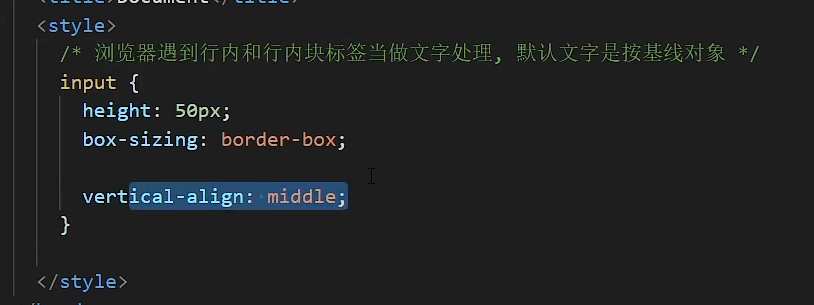 <title>Document</title>
<style>
/* 浏览器遇到行内和行内块标签当做文字处理, 默认文字是按基线对象 */
input {
height: 50px;
box-sizing: border-box;
vertical-align: middle;
}
</style>